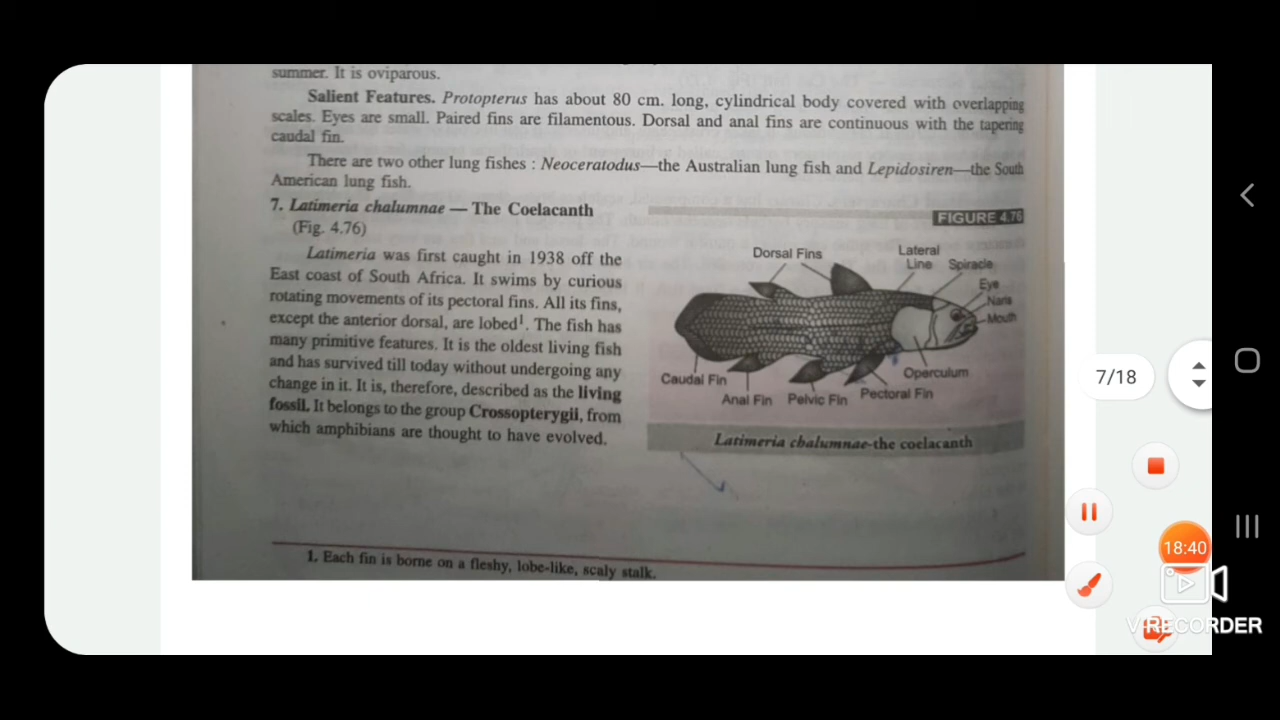 summer. It is oviparous.
Salient Features. Protopterus has about 80 cm. long, cylindrical body covered with overlapping
scales. Eyes are small. Paired fins are filamentous. Dorsal and anal fins are continuous with the tapering
caudal fin.
There are two other lung fishes : Neoceratodus—the Australian lung fish and Lepidosiren—the South
American lung fish.
7. Latimeria chalumnae — The Coelacanth
(Fig. 4.76)
Latimeria was first caught in 1938 off the
East coast of South Africa. It swims by curious
rotating movements of its pectoral fins. All its fins,
except the anterior dorsal, are lobed¹. The fish has
many primitive features. It is the oldest living fish
and has survived till today without undergoing any
change in it. It is, therefore, described as the living
fossil. It belongs to the group Crossopterygii, from
which amphibians are thought to have evolved.
FIGURE 4.76
Dorsal Fins
Lateral
Line
Spiracle
Eye
Naris
Mouth
Operculum
Caudal Fin
Anal Fin
Pelvic Fin
Pectoral Fin
Latimeria chalumnae-the coelacanth
1. Each fin is borne on a fleshy, lobe-like, scaly stalk.
7/18
18:40
V-RECORDER